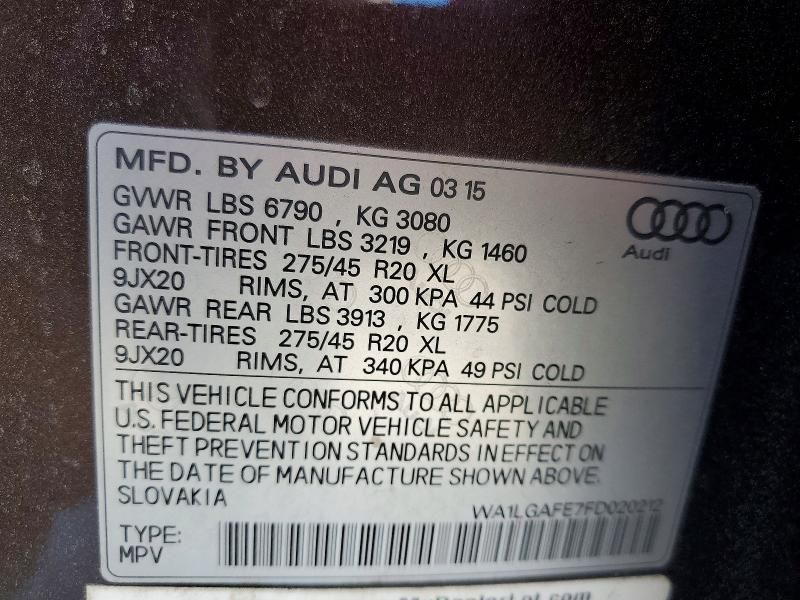 MFD. BY AUDI AG 03 15
GVWR LBS 6790 , KG 3080
GAWR FRONT LBS 3219 , KG 1460
FRONT-TIRES 275/45 R20 XL
9JX20 RIMS, AT 300 KPA 44 PSI COLD
GAWR REAR LBS 3913 , KG 1775
REAR-TIRES 275/45 R20 XL
9JX20 RIMS, AT 340 KPA 49 PSI COLD
Audi
THIS VEHICLE CONFORMS TO ALL APPLICABLE
U.S. FEDERAL MOTOR VEHICLE SAFETY AND
THEFT PREVENTION STANDARDS IN EFFECT ON
THE DATE OF MANUFACTURE SHOWN ABOVE.
SLOVAKIA
WA1LGAFE7FD020212
TYPE:
MPV